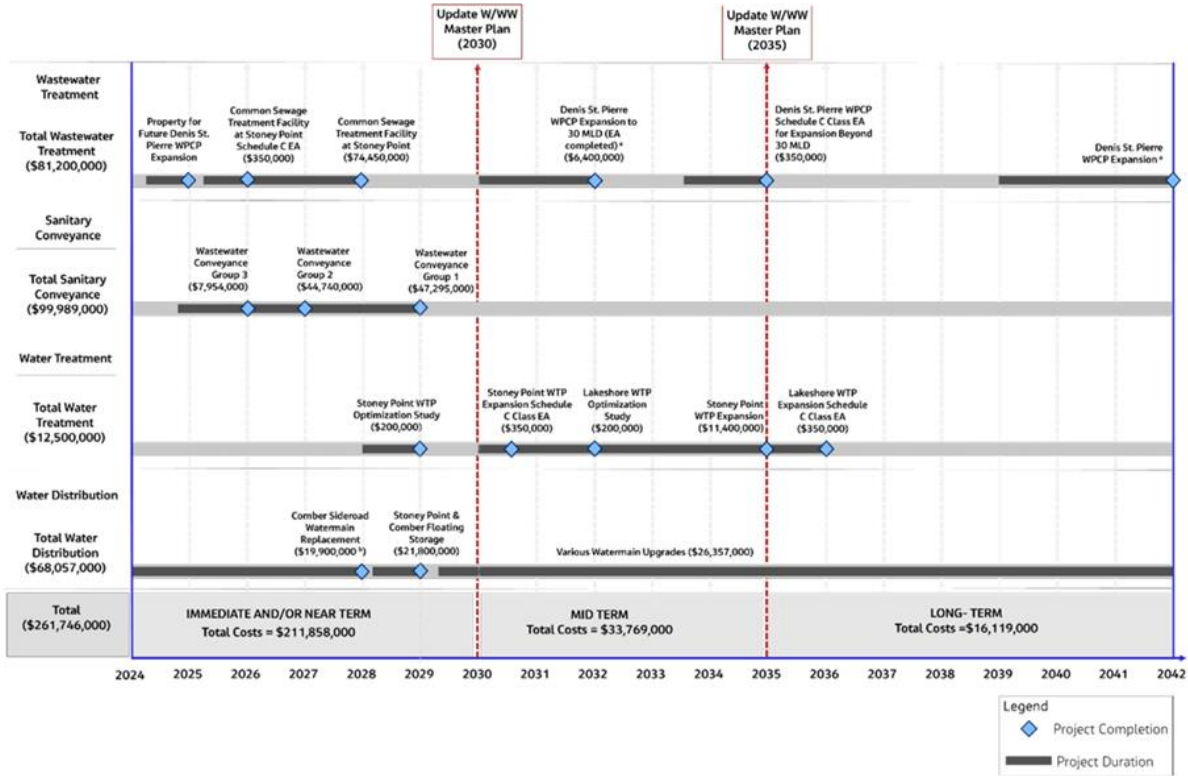 Update W/WW
Master Plan
(2030)
Update W/WW
Master Plan
(2035)
Wastewater
Treatment
Total Wastewater
Treatment
($81,200,000)
Property for
Future Denis St.
Pierre WPCP
Expansion
Common Sewage
Treatment Facility
at Stoney Point
Schedule C EA
($350,000)
Common Sewage
Treatment Facility
at Stoney Point
($74,450,000)
Denis St. Pierre
WPCP Expansion to
30 MLD (EA
completed) ᵃ
($6,400,000)
Denis St. Pierre WPCP
Schedule C Class EA
for Expansion Beyond
30 MLD
($350,000)
Denis St. Pierre
WPCP Expansion ᵃ
Sanitary
Conveyance
Total Sanitary
Conveyance
($99,989,000)
Wastewater
Conveyance
Group 3
($7,954,000)
Wastewater
Conveyance
Group 2
($44,740,000)
Wastewater
Conveyance
Group 1
($47,295,000)
Water Treatment
Total Water
Treatment
($12,500,000)
Stoney Point WTP
Optimization Study
($200,000)
Stoney Point WTP
Expansion Schedule
C Class EA
($350,000)
Lakeshore WTP
Optimization
Study
($200,000)
Stoney Point
WTP Expansion
($11,400,000)
Lakeshore WTP
Expansion Schedule
C Class EA
($350,000)
Water Distribution
Total Water
Distribution
($68,057,000)
Comber Sideroad
Watermain
Replacement
($19,900,000 ᵇ)
Stoney Point &
Comber Floating
Storage
($21,800,000)
Various Watermain Upgrades ($26,357,000)
Total
($261,746,000)
IMMEDIATE AND/OR NEAR TERM
Total Costs = $211,858,000
MID TERM
Total Costs = $33,769,000
LONG- TERM
Total Costs =$16,119,000
2024 2025 2026 2027 2028 2029 2030 2031 2032 2033 2034 2035 2036 2037 2038 2039 2040 2041 2042
Legend
Project Completion
Project Duration